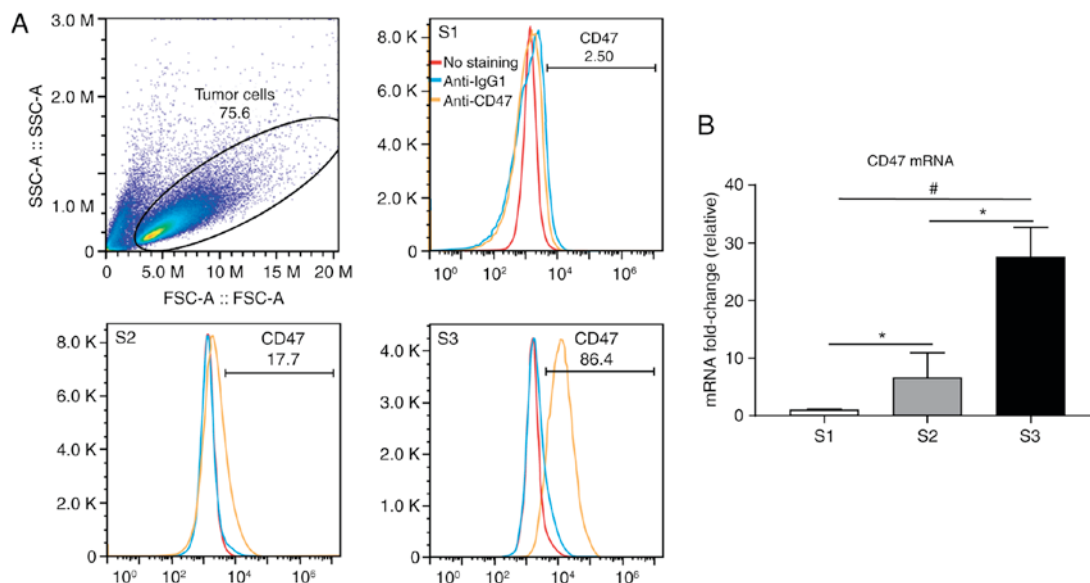 A
SSC-A :: SSC-A
3.0 M
2.0 M
1.0 M
0
Tumor cells
75.6
0 5.0 M 10 M 15 M 20 M
FSC-A :: FSC-A
S1
8.0 K
6.0 K
4.0 K
2.0 K
0
CD47
2.50
No staining
Anti-IgG1
Anti-CD47
10⁰ 10² 10⁴ 10⁶
S2
8.0 K
6.0 K
4.0 K
2.0 K
0
CD47
17.7
10⁰ 10² 10⁴ 10⁶
S3
4.0 K
3.0 K
2.0 K
1.0 K
0
CD47
86.4
10⁰ 10² 10⁴ 10⁶
B
CD47 mRNA
mRNA fold-change (relative)
40
30
20
10
0
#
*
*
S1 S2 S3